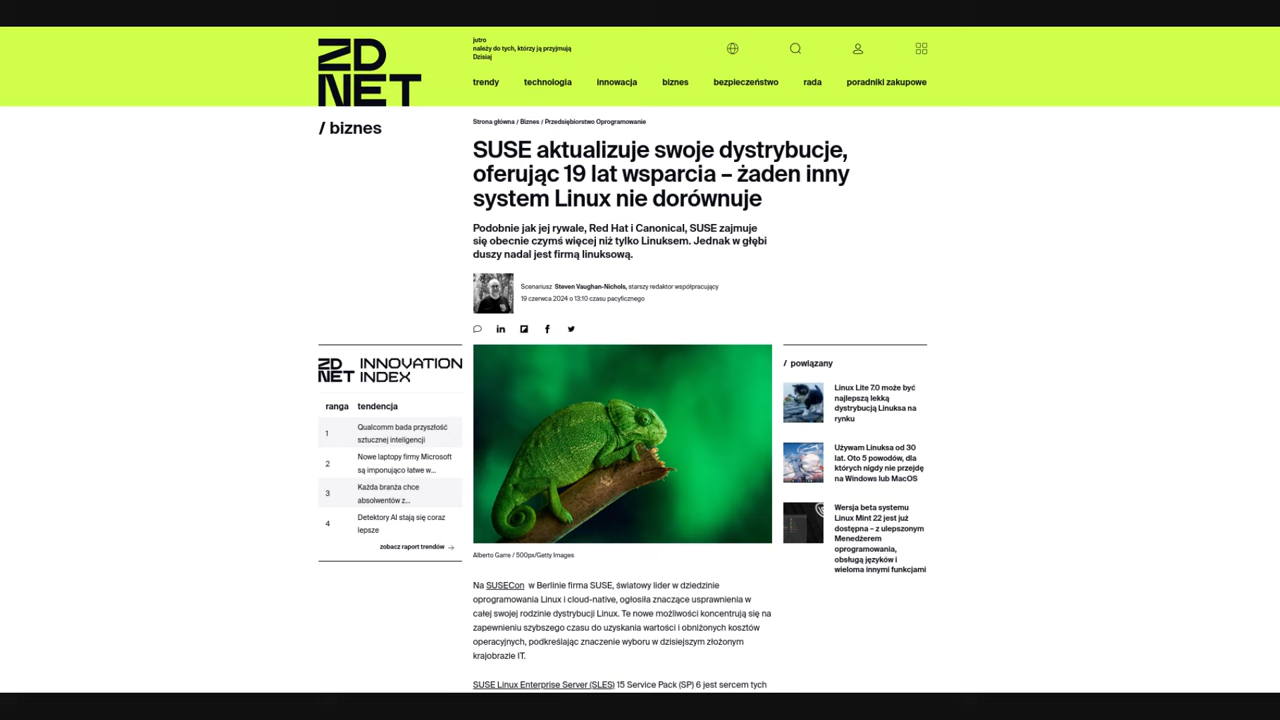 ZD
NET
jutro
należy do tych, którzy ją przyjmują
Dzisiaj
trendy technologia innowacja biznes bezpieczeństwo rada poradniki zakupowe
/ biznes
Strona główna / Biznes / Przedsiębiorstwo Oprogramowanie
SUSE aktualizuje swoje dystrybucje,
oferując 19 lat wsparcia – żaden inny
system Linux nie dorównuje
Podobnie jak jej rywale, Red Hat i Canonical, SUSE zajmuje
się obecnie czymś więcej niż tylko Linuksem. Jednak w głębi
duszy nadal jest firmą linuksową.
Scenariusz Steven Vaughan-Nichols, starszy redaktor współpracujący
19 czerwca 2024 o 13:10 czasu pacyficznego
ZD
NET
INNOVATION
INDEX
ranga tendencja
1 Qualcomm bada przyszłość
sztucznej inteligencji
2 Nowe laptopy firmy Microsoft
są imponująco łatwe w...
3 Każda branża chce
absolwentów z...
4 Detektory AI stają się coraz
lepsze
zobacz raport trendów →
Alberto Garre / 500px/Getty Images
Na SUSECon w Berlinie firma SUSE, światowy lider w dziedzinie
oprogramowania Linux i cloud-native, ogłosiła znaczące usprawnienia w
całej swojej rodzinie dystrybucji Linux. Te nowe możliwości koncentrują się na
zapewnieniu szybszego czasu do uzyskania wartości i obniżonych kosztów
operacyjnych, podkreślając znaczenie wyboru w dzisiejszym złożonym
krajobrazie IT.
SUSE Linux Enterprise Server (SLES) 15 Service Pack (SP) 6 jest sercem tych
/ powiązany
Linux Lite 7.0 może być
najlepszą lekką
dystrybucją Linuksa na
rynku
Używam Linuksa od 30
lat. Oto 5 powodów, dla
których nigdy nie przejdę
na Windows lub MacOS
Wersja beta systemu
Linux Mint 22 jest już
dostępna – z ulepszonym
Menedżerem
oprogramowania,
obsługą języków i
wieloma innymi funkcjami